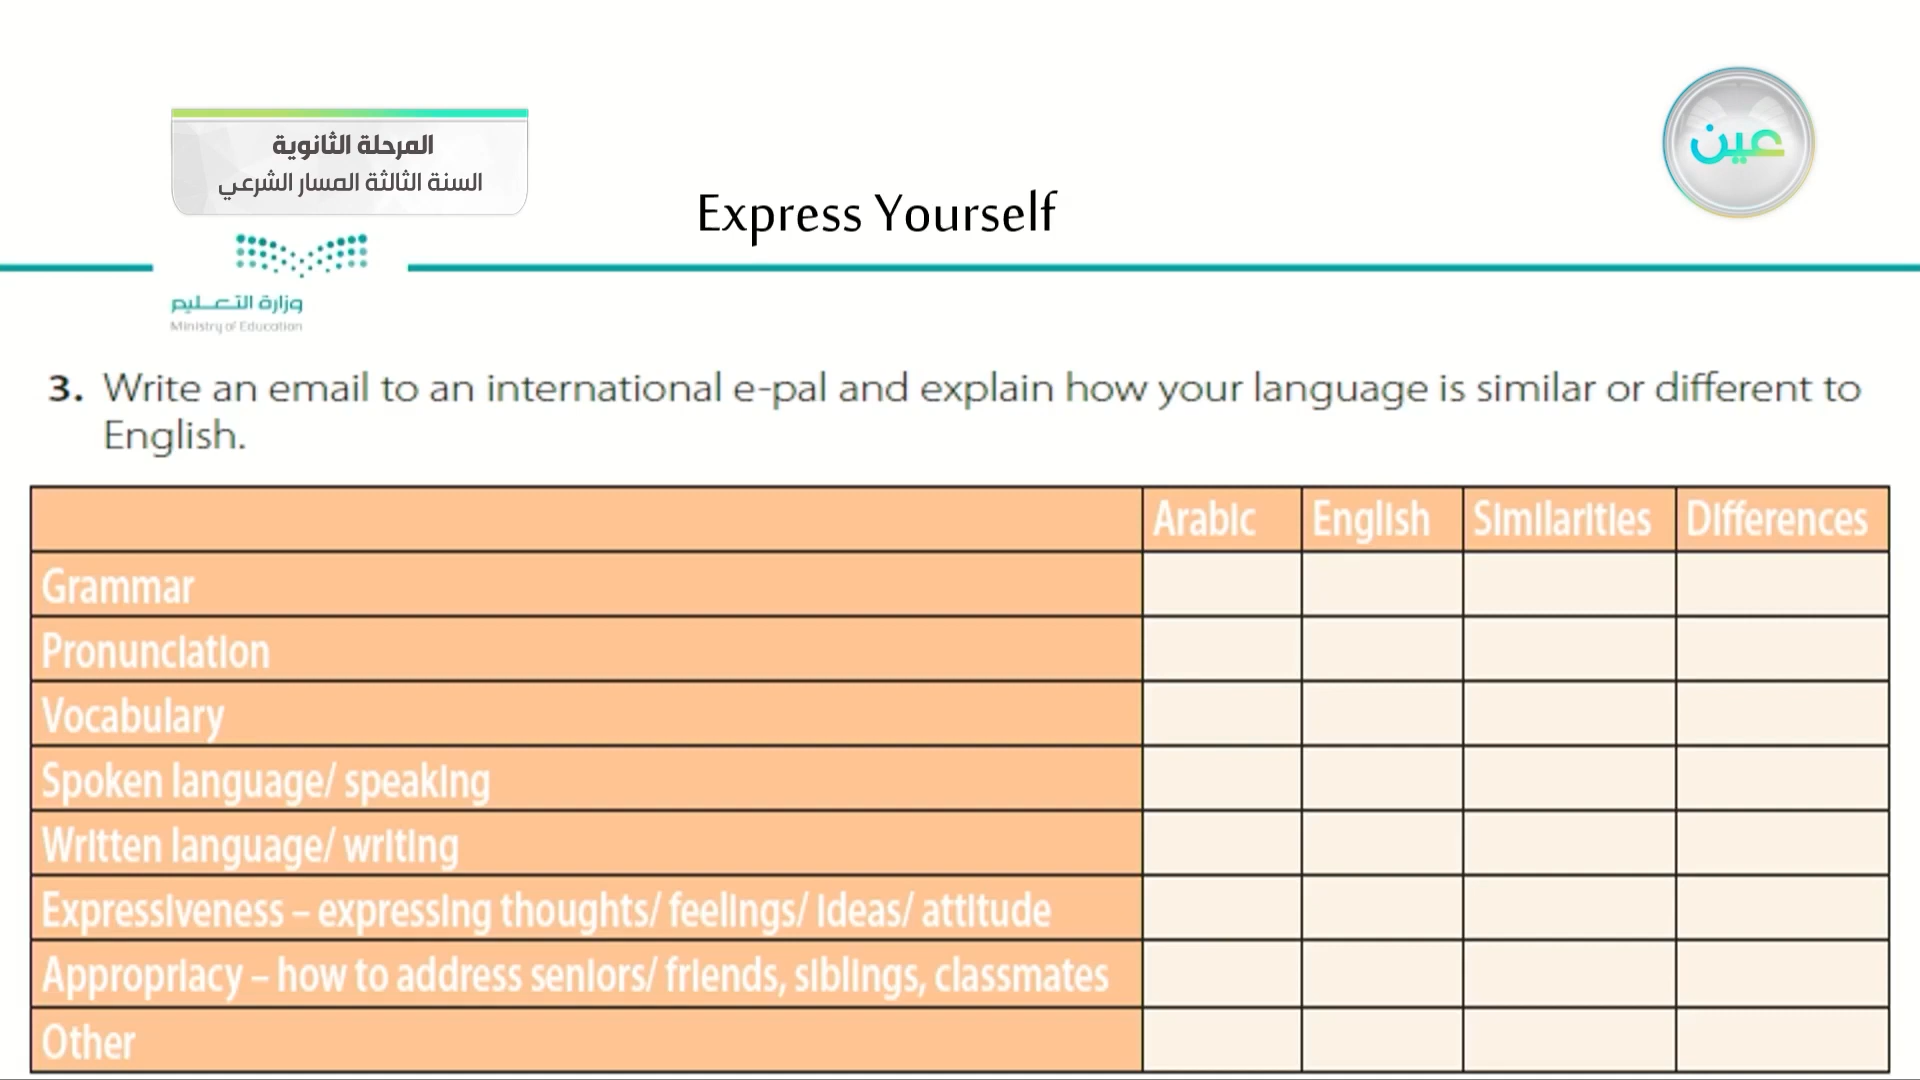 المرحلة الثانوية
السنة الثالثة المسار الشرعي
عين
Express Yourself
وزارة التعليم
Ministry of Education
3. Write an email to an international e-pal and explain how your language is similar or different to
English.
Arabic English Similarities Differences
Grammar
Pronunciation
Vocabulary
Spoken language/ speaking
Written language/ writing
Expressiveness – expressing thoughts/ feelings/ ideas/ attitude
Appropriacy – how to address seniors/ friends, siblings, classmates
Other